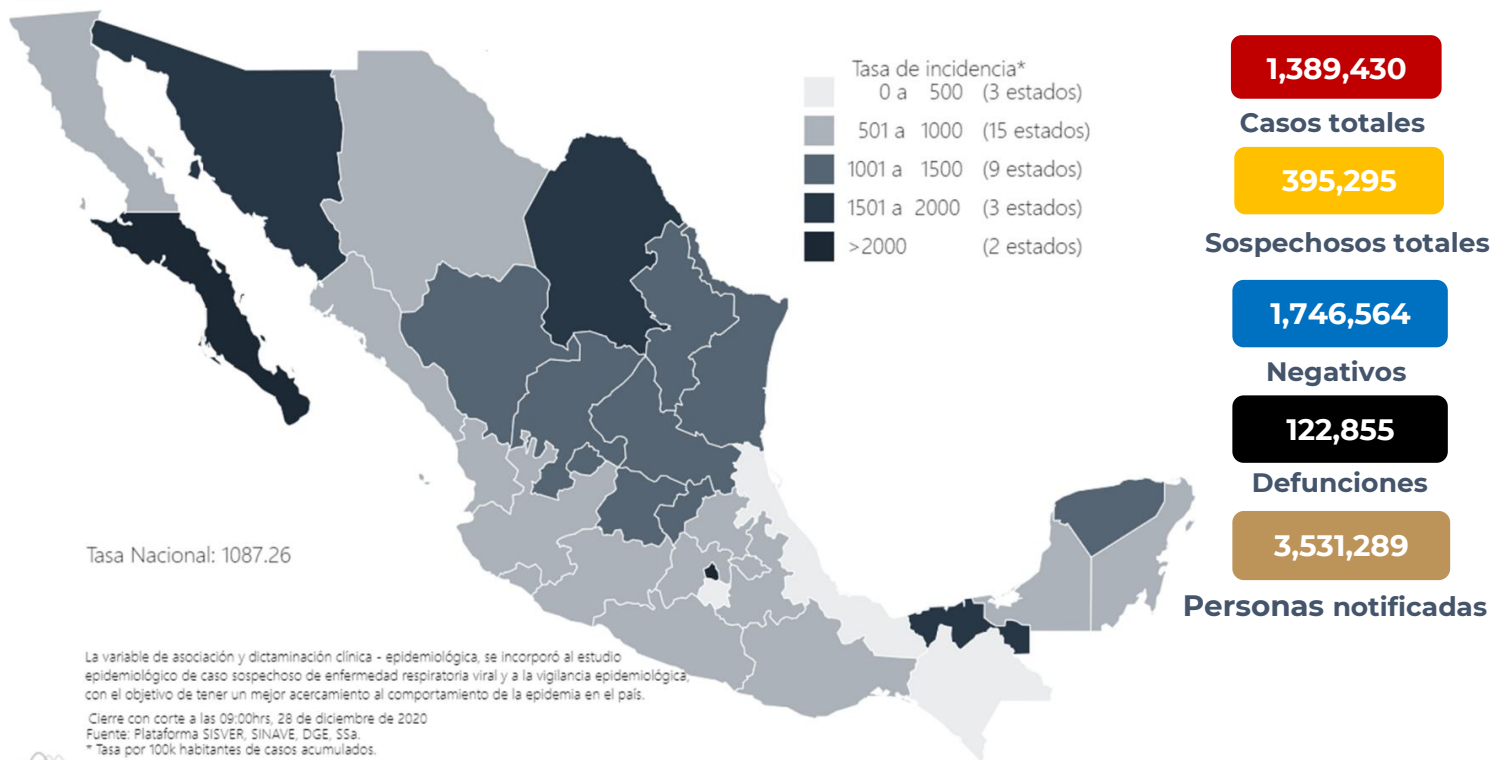 Tasa de incidencia*
0 a 500 (3 estados)
501 a 1000 (15 estados)
1001 a 1500 (9 estados)
1501 a 2000 (3 estados)
>2000 (2 estados)
1,389,430
Casos totales
395,295
Sospechosos totales
1,746,564
Negativos
122,855
Defunciones
3,531,289
Personas notificadas
Tasa Nacional: 1087.26
La variable de asociación y dictaminación clínica - epidemiológica, se incorporó al estudio
epidemiológico de caso sospechoso de enfermedad respiratoria viral y a la vigilancia epidemiológica,
con el objetivo de tener un mejor acercamiento al comportamiento de la epidemia en el país.
Cierre con corte a las 09:00hrs, 28 de diciembre de 2020
Fuente: Plataforma SISVER, SINAVE, DGE, SSa.
* Tasa por 100k habitantes de casos acumulados.